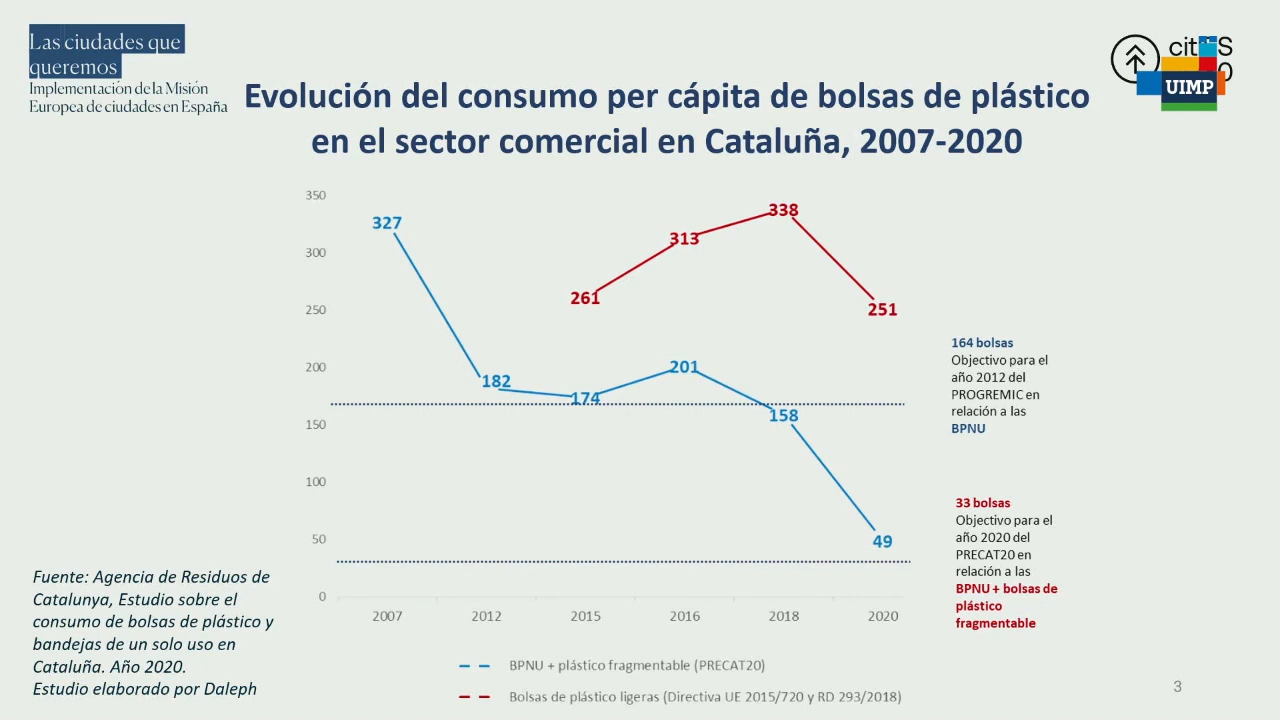 Las ciudades que
queremos
Implementación de la Misión
Europea de ciudades en España
UIMP
Evolución del consumo per cápita de bolsas de plástico
en el sector comercial en Cataluña, 2007-2020
350
300
250
200
150
100
50
0
327
182
174
201
158
49
261
313
338
251
2007
2012
2015
2016
2018
2020
164 bolsas
Objectivo para el
año 2012 del
PROGREMIC en
relación a las
BPNU
33 bolsas
Objectivo para el
año 2020 del
PRECAT20 en
relación a las
BPNU + bolsas de
plástico
fragmentable
BPNU + plástico fragmentable (PRECAT20)
Bolsas de plástico ligeras (Directiva UE 2015/720 y RD 293/2018)
Fuente: Agencia de Residuos de
Catalunya, Estudio sobre el
consumo de bolsas de plástico y
bandejas de un solo uso en
Cataluña. Año 2020.
Estudio elaborado por Daleph
3